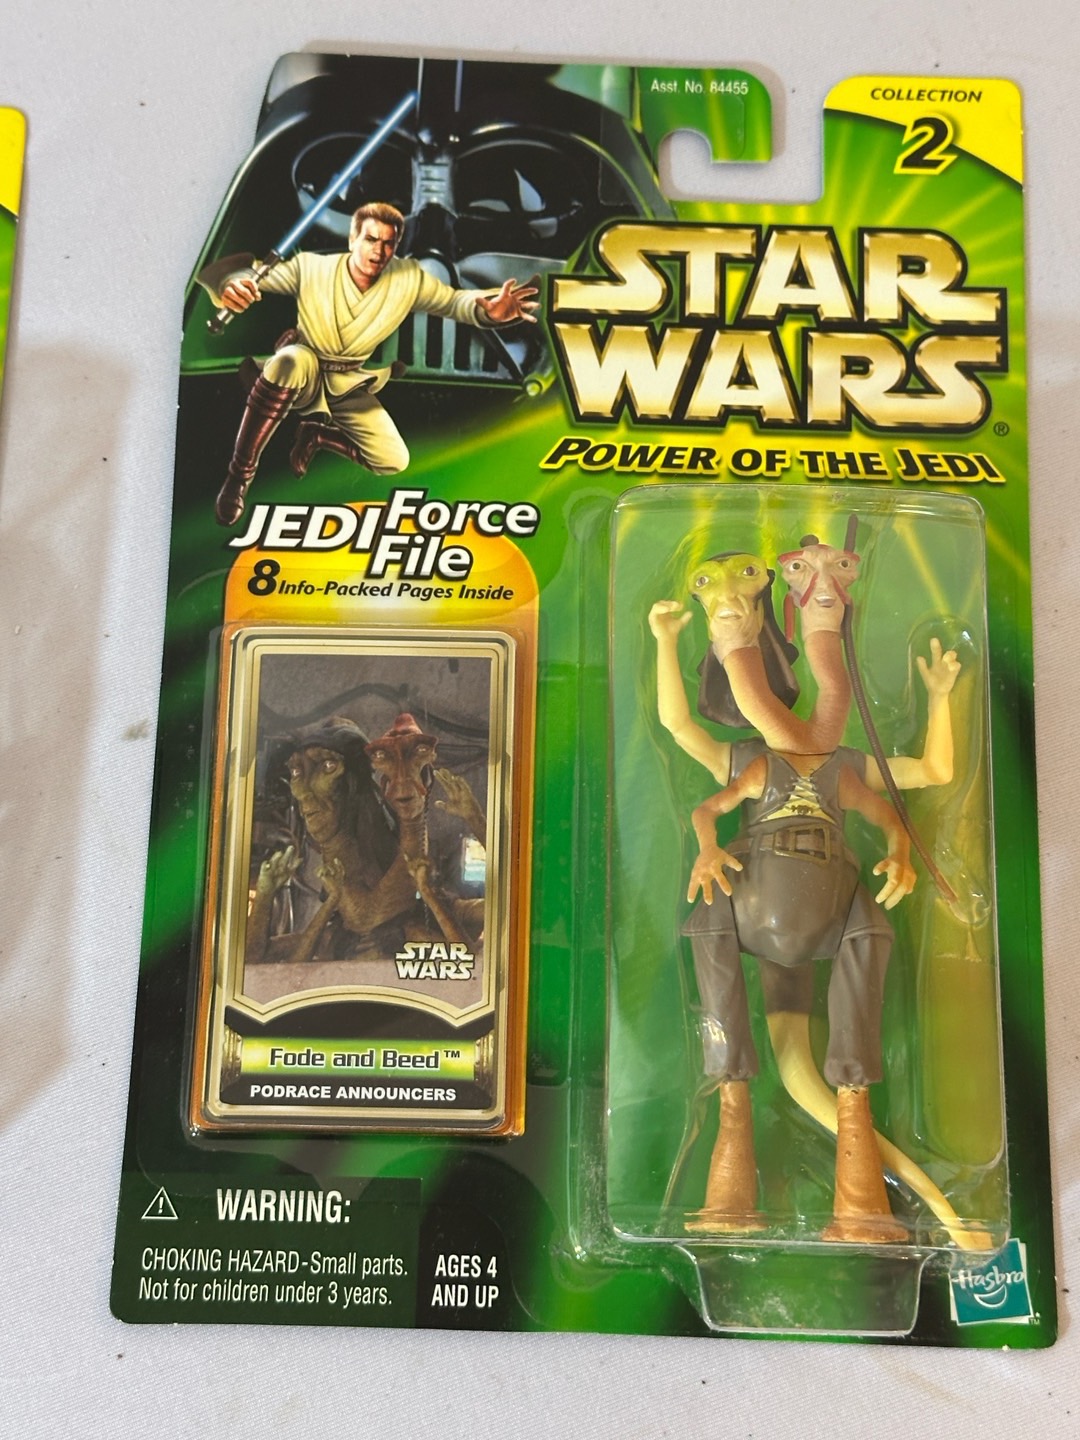 Asst. No. 84455
COLLECTION
2
STAR
WARS®
POWER OF THE JEDI
JEDI Force
File
8 Info-Packed Pages Inside
STAR
WARS
Fode and Beed™
PODRACE ANNOUNCERS
WARNING:
CHOKING HAZARD-Small parts.
Not for children under 3 years.
AGES 4
AND UP
Hasbro
™